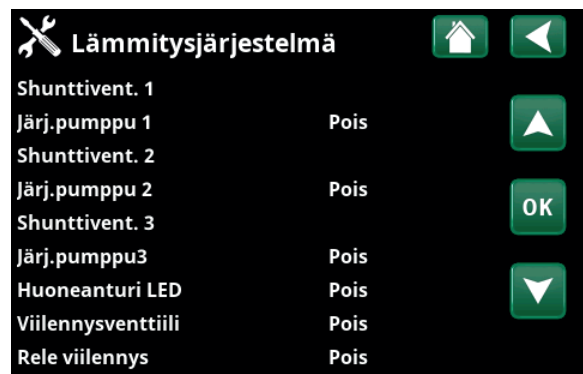 Lämmitysjärjestelmä
Shunttivent. 1
Järj.pumppu 1 Pois
Shunttivent. 2
Järj.pumppu 2 Pois
OK
Shunttivent. 3
Järj.pumppu3 Pois
Huoneanturi LED Pois
Viilennysventtiili Pois
Rele viilennys Pois